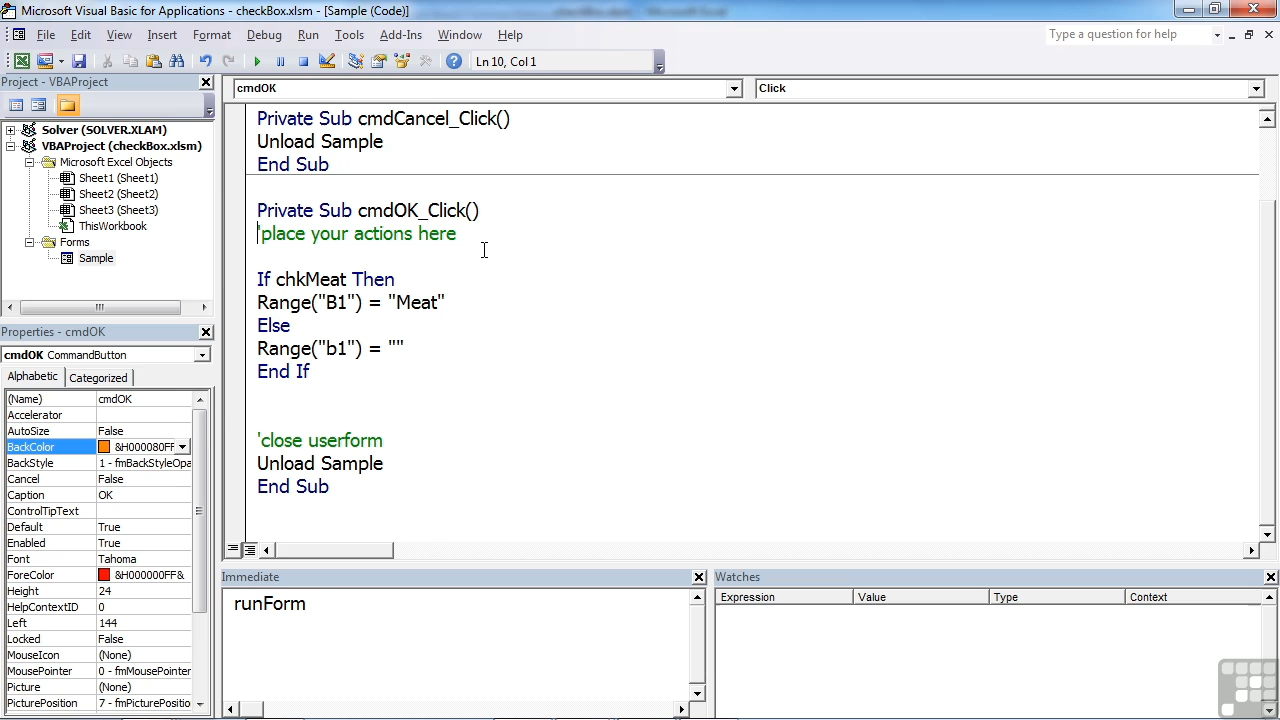 Microsoft Visual Basic for Applications - checkBox.xlsm - [Sample (Code)]
File Edit View Insert Format Debug Run Tools Add-Ins Window Help
Type a question for help
Ln 10, Col 1
Project - VBAProject
cmdOK
Click
Solver (SOLVER.XLAM)
VBAProject (checkBox.xlsm)
Microsoft Excel Objects
Sheet1 (Sheet1)
Sheet2 (Sheet2)
Sheet3 (Sheet3)
ThisWorkbook
Forms
Sample
Private Sub cmdCancel_Click()
Unload Sample
End Sub
Private Sub cmdOK_Click()
'place your actions here
If chkMeat Then
Range("B1") = "Meat"
Else
Range("b1") = ""
End If
'close userform
Unload Sample
End Sub
Properties - cmdOK
cmdOK CommandButton
Alphabetic Categorized
(Name) cmdOK
Accelerator
AutoSize False
BackColor &H000080FF
BackStyle 1 - fmBackStyleOpa
Cancel False
Caption OK
ControlTipText
Default True
Enabled True
Font Tahoma
ForeColor &H000000FF&
Height 24
HelpContextID 0
Left 144
Locked False
MouseIcon (None)
MousePointer 0 - fmMousePointer
Picture (None)
PicturePosition 7 - fmPicturePositio
Immediate
runForm
Watches
Expression Value Type Context